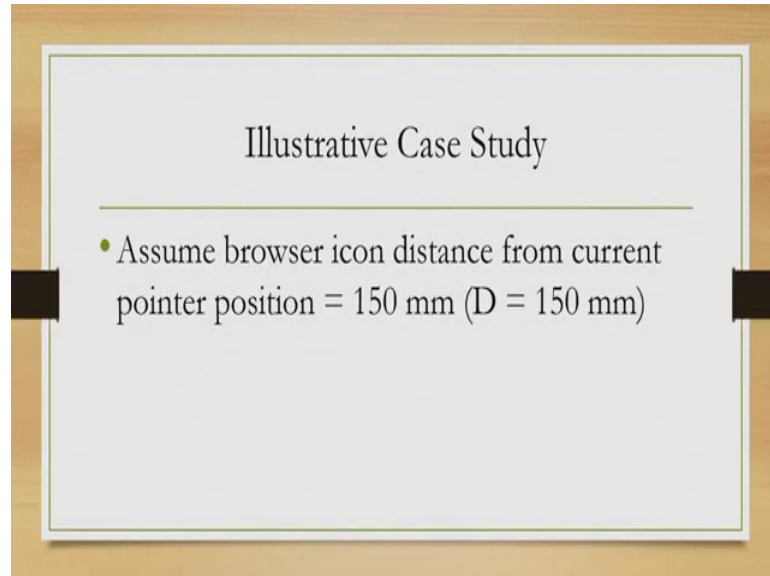 Illustrative Case Study
• Assume browser icon distance from current
pointer position = 150 mm (D = 150 mm)